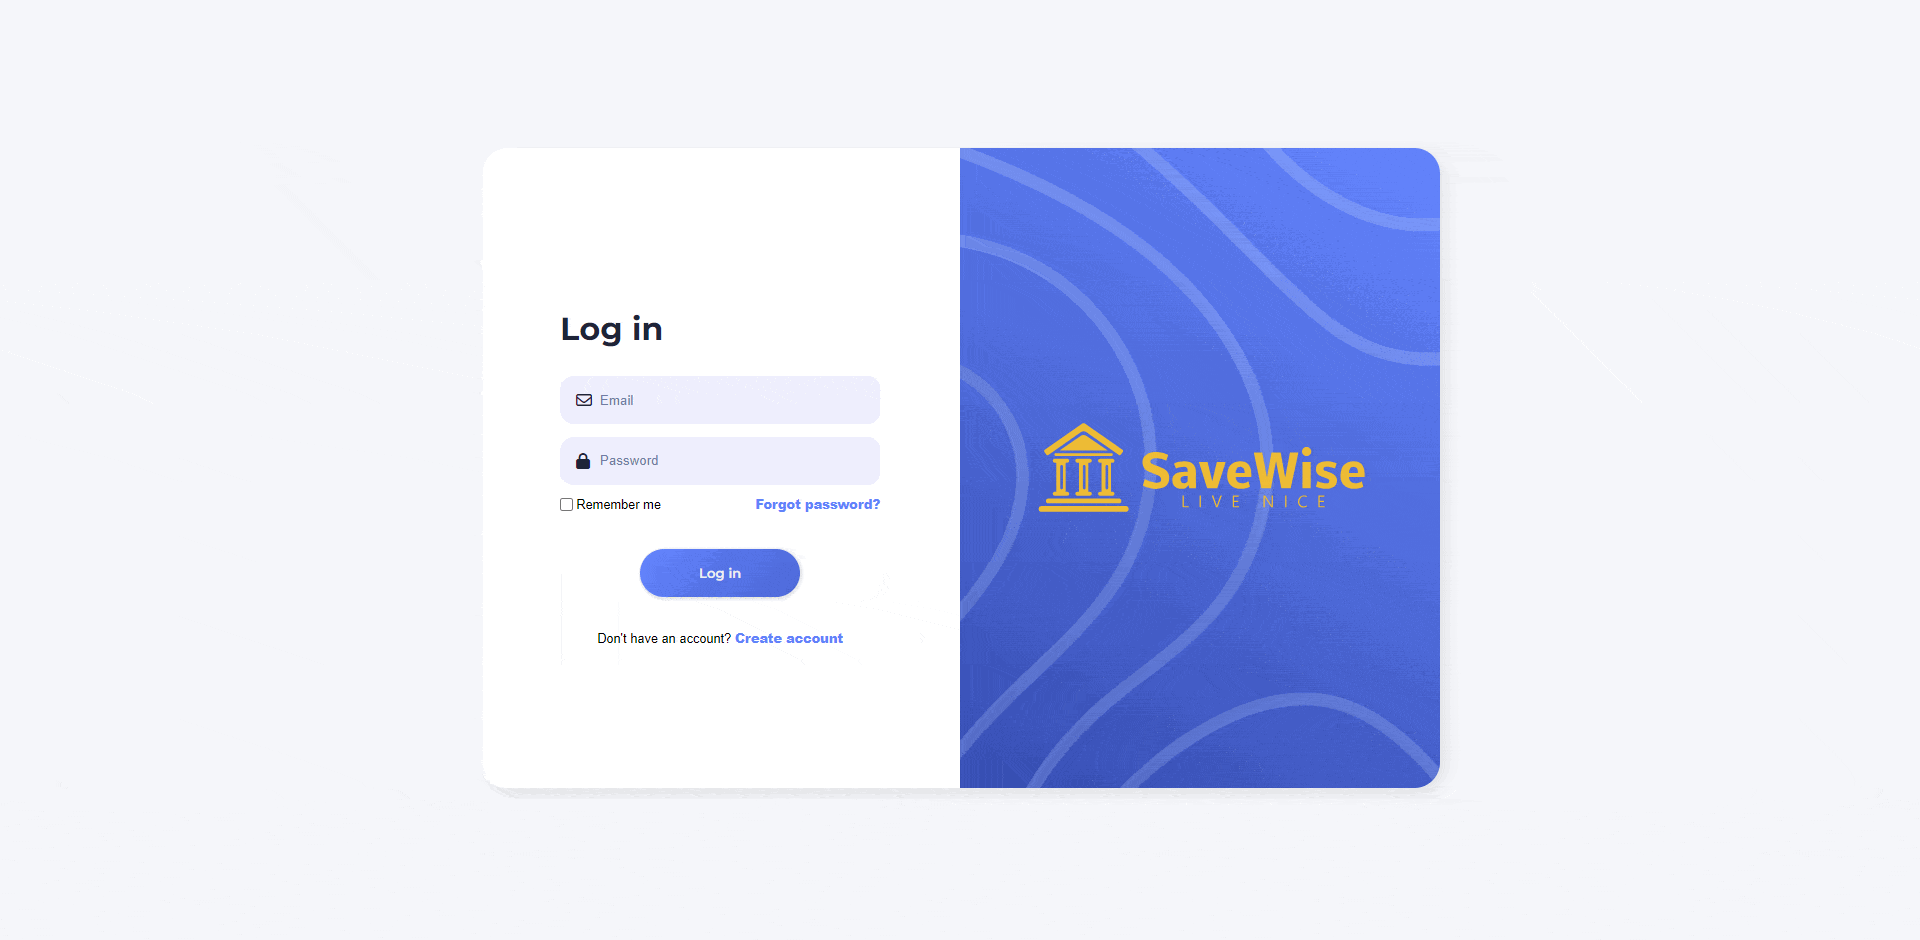 Log in
Email
Password
Remember me
Forgot password?
Log in
Don't have an account? Create account
SaveWise
LIVE NICE